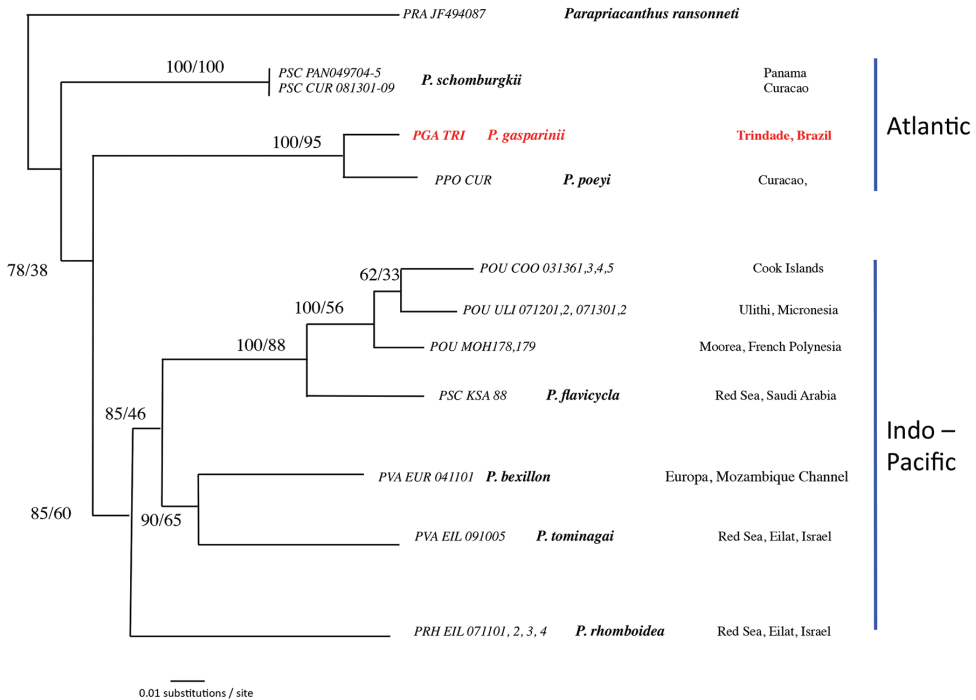 PRA JF494087 Parapriacanthus ransonneti
100/100
PSC PAN049704-5 P. schomburgkii Panama
PSC CUR 081301-09 Curacao
Atlantic
100/95
PGA TRI P. gasparinii Trindade, Brazil
PPO CUR P. poeyi Curacao,
78/38
62/33
POU COO 031361,3,4,5 Cook Islands
100/56
POU ULI 071201,2, 071301,2 Ulithi, Micronesia
100/88
POU MOH178,179 Moorea, French Polynesia
PSC KSA 88 P. flavicycla Red Sea, Saudi Arabia
85/46
Indo –
Pacific
PVA EUR 041101 P. bexillon Europa, Mozambique Channel
85/60
90/65
PVA EIL 091005 P. tominagai Red Sea, Eilat, Israel
PRH EIL 071101, 2, 3, 4 P. rhomboidea Red Sea, Eilat, Israel
0.01 substitutions / site